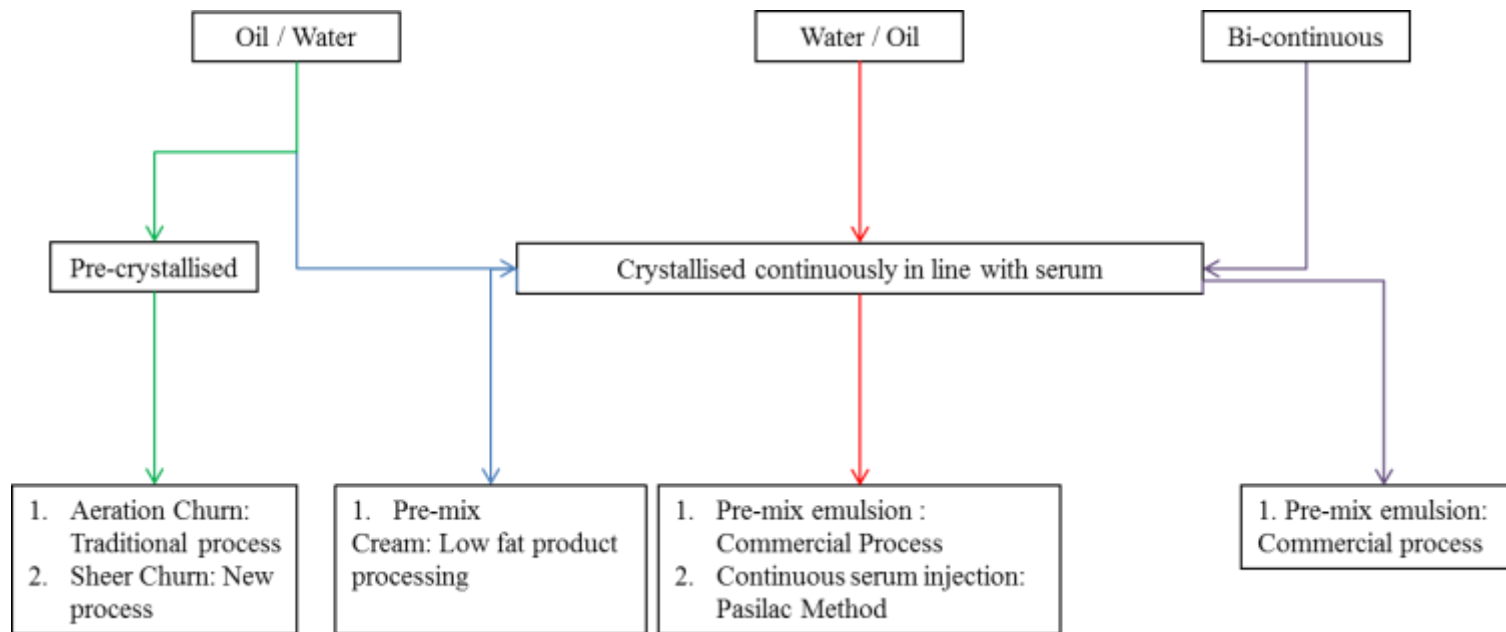 Oil / Water
Water / Oil
Bi-continuous
Pre-crystallised
Crystallised continuously in line with serum
1. Aeration Churn:
Traditional process
2. Sheer Churn: New
process
1. Pre-mix
Cream: Low fat product
processing
1. Pre-mix emulsion :
Commercial Process
2. Continuous serum injection:
Pasilac Method
1. Pre-mix emulsion:
Commercial process